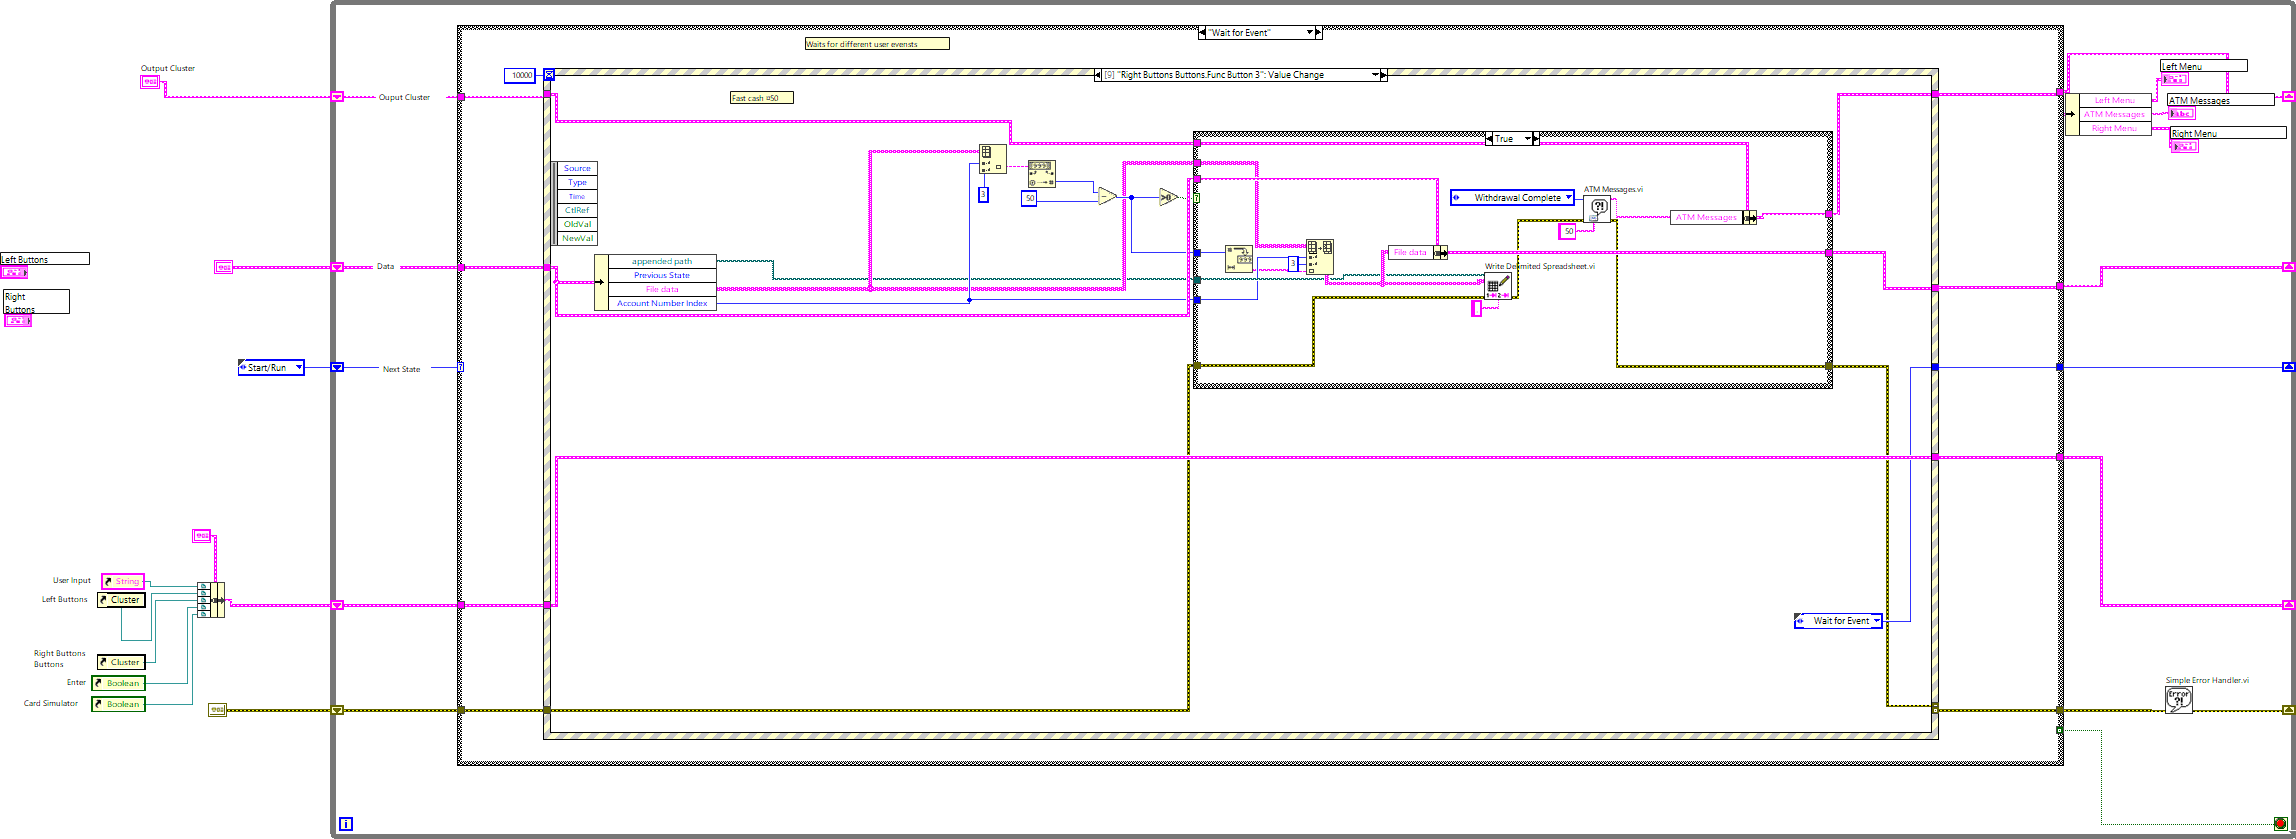 "Wait for Event"
Waits for different user evensts
Output Cluster
10000
[9] "Right Buttons Buttons.Func Button 3": Value Change
Left Menu
Ouput Cluster
Fast cash ¤50
Left Menu
ATM Messages
ATM Messages
Right Menu
Right Menu
True
Source
Type
Time
CtlRef
OldVal
NewVal
3
50
ATM Messages.vi
Withdrawal Complete
ATM Messages
50
Left Buttons
Data
appended path
Previous State
File data
Account Number Index
3
File data
Write Delimited Spreadsheet.vi
Right
Buttons
Start/Run
Next State
User Input
String
Left Buttons
Cluster
Wait for Event
Right Buttons
Buttons
Cluster
Enter
Boolean
Card Simulator
Boolean
Simple Error Handler.vi
Error
?!
i